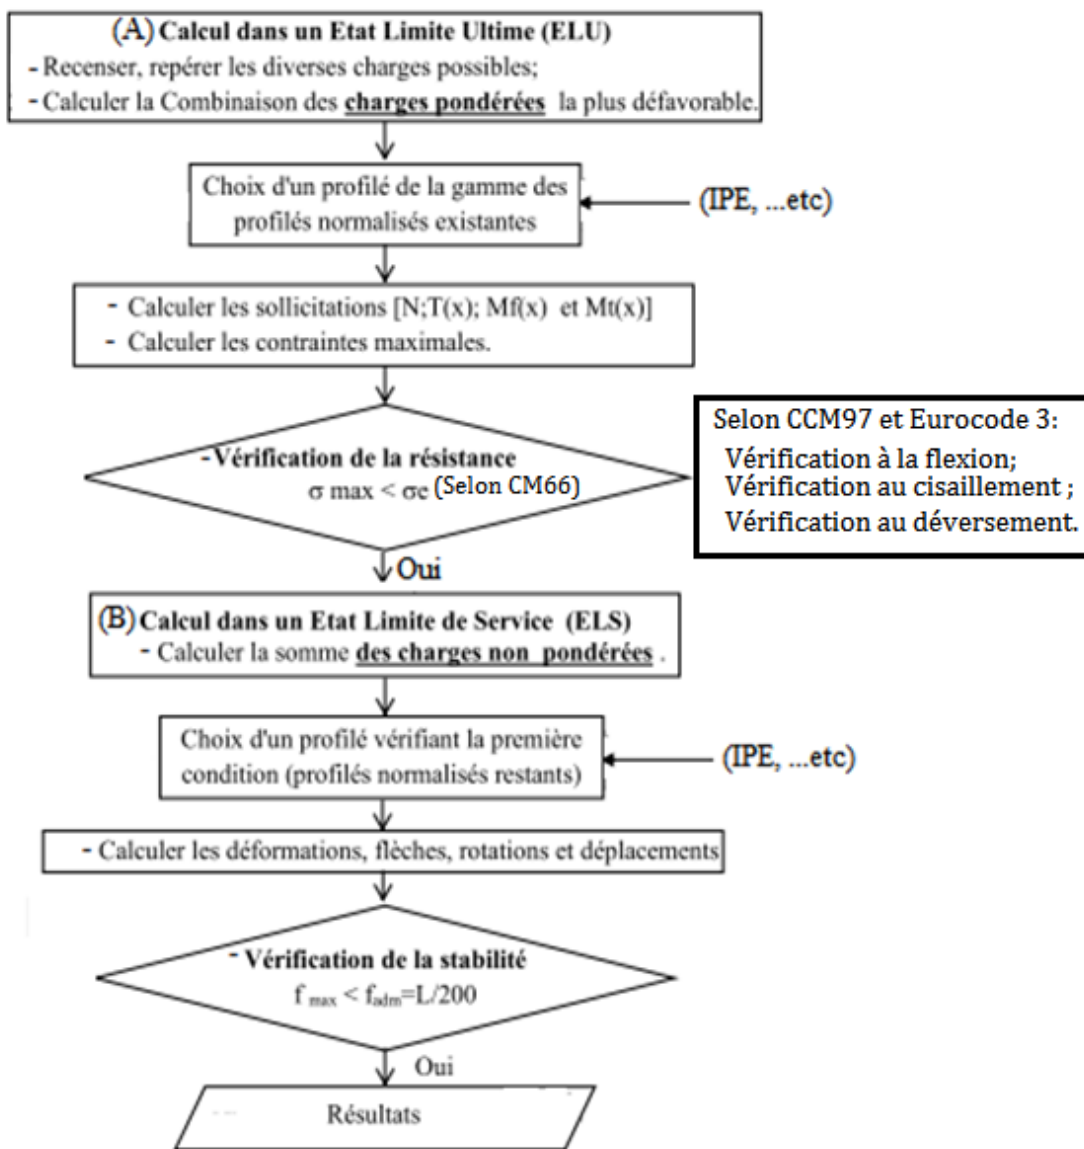 (A) Calcul dans un Etat Limite Ultime (ELU)
- Recenser, repérer les diverses charges possibles;
- Calculer la Combinaison des charges pondérées la plus défavorable.
Choix d'un profilé de la gamme des
profilés normalisés existantes
(IPE, ...etc)
- Calculer les sollicitations [N;T(x); Mf(x) et Mt(x)]
- Calculer les contraintes maximales.
- Vérification de la résistance
σ max < σe (Selon CM66)
Selon CCM97 et Eurocode 3:
Vérification à la flexion;
Vérification au cisaillement ;
Vérification au déversement.
Oui
(B) Calcul dans un Etat Limite de Service (ELS)
- Calculer la somme des charges non pondérées .
Choix d'un profilé vérifiant la première
condition (profilés normalisés restants)
(IPE, ...etc)
- Calculer les déformations, flèches, rotations et déplacements
- Vérification de la stabilité
f max < fadm=L/200
Oui
Résultats